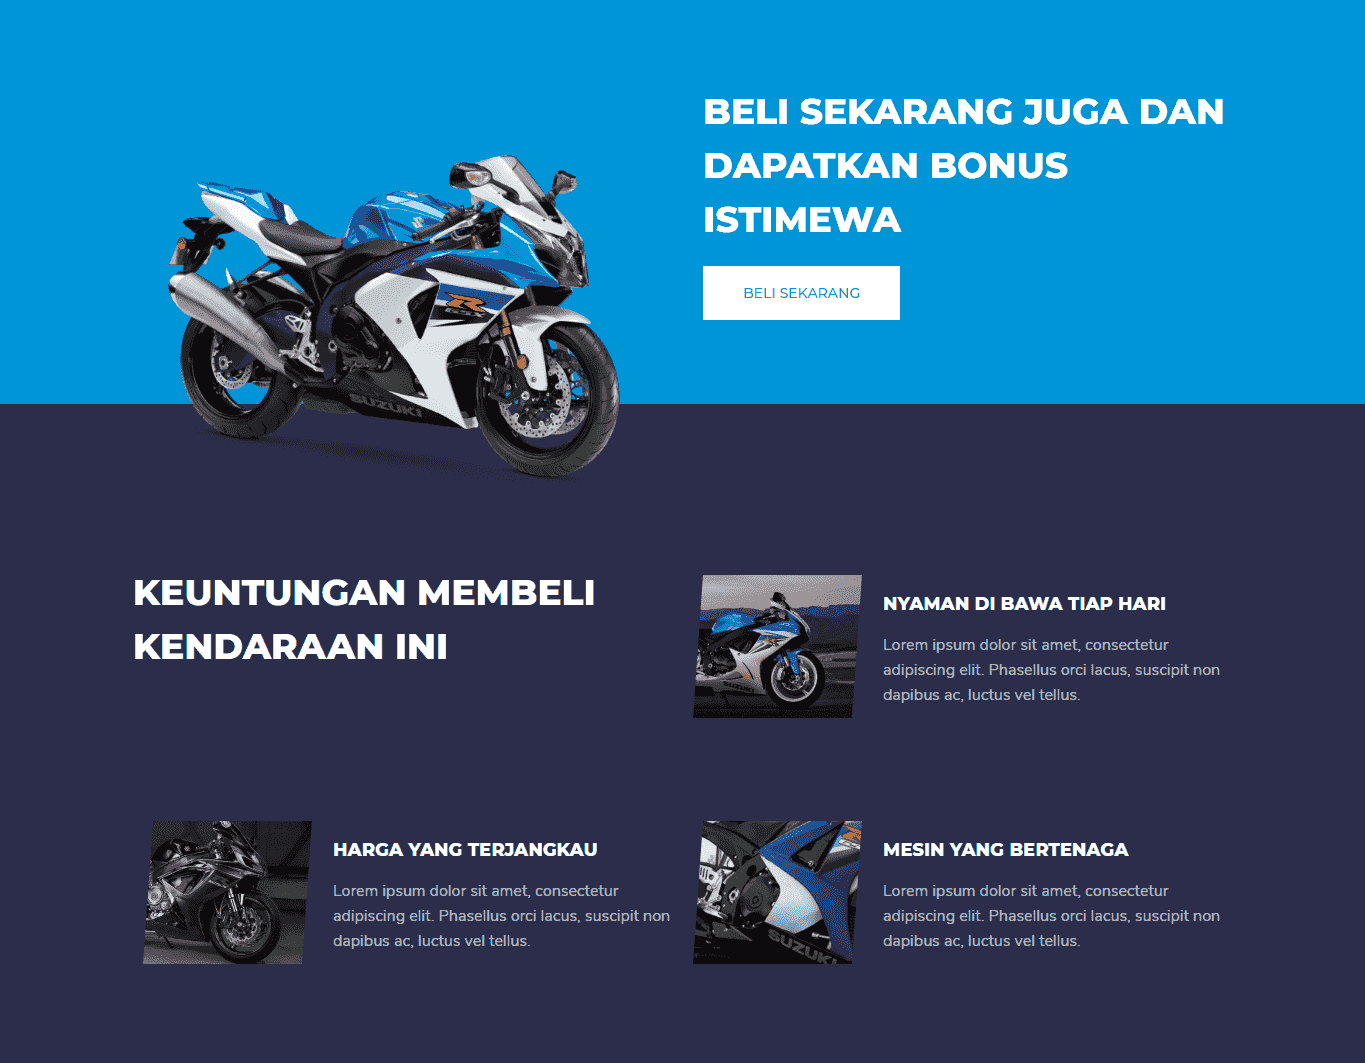 BELI SEKARANG JUGA DAN
DAPATKAN BONUS
ISTIMEWA
BELI SEKARANG
R
SUZUKI
KEUNTUNGAN MEMBELI
KENDARAAN INI
SUZUKI
NYAMAN DI BAWA TIAP HARI
Lorem ipsum dolor sit amet, consectetur
adipiscing elit. Phasellus orci lacus, suscipit non
dapibus ac, luctus vel tellus.
HARGA YANG TERJANGKAU
Lorem ipsum dolor sit amet, consectetur
adipiscing elit. Phasellus orci lacus, suscipit non
dapibus ac, luctus vel tellus.
SUZUKI
MESIN YANG BERTENAGA
Lorem ipsum dolor sit amet, consectetur
adipiscing elit. Phasellus orci lacus, suscipit non
dapibus ac, luctus vel tellus.